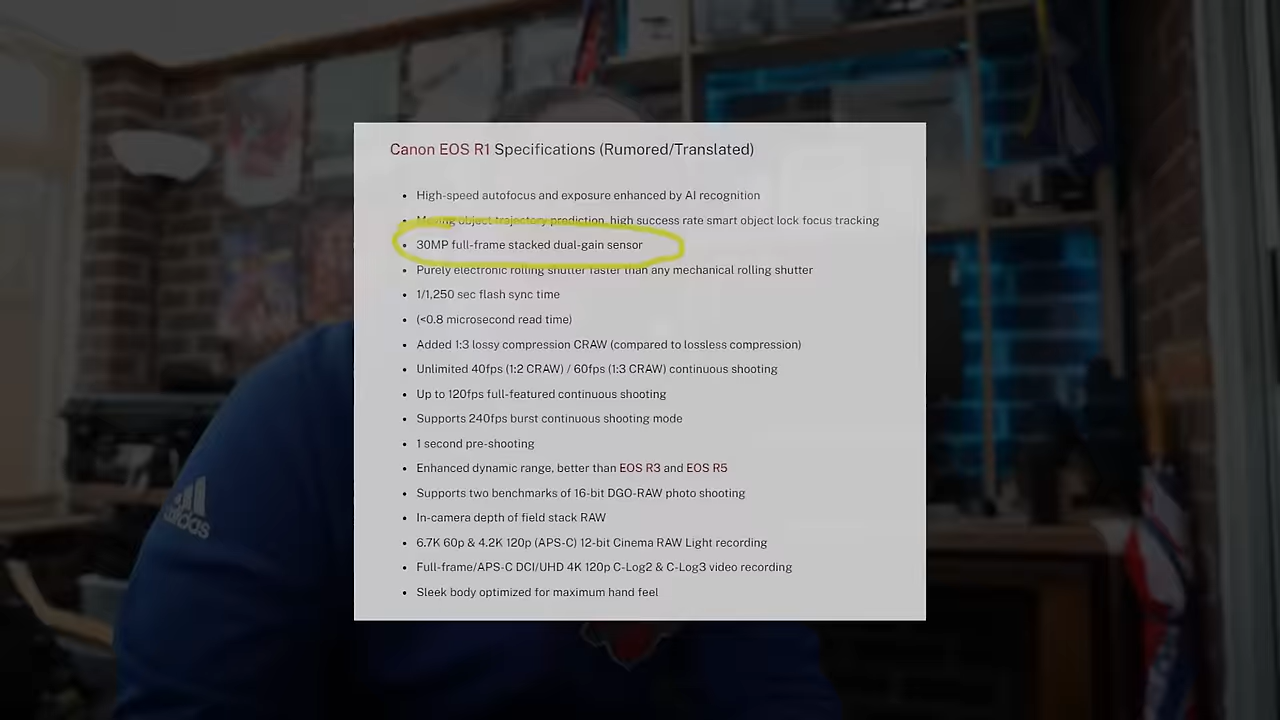 Canon EOS R1 Specifications (Rumored/Translated)
• High-speed autofocus and exposure enhanced by AI recognition
• Moving object trajectory prediction, high success rate smart object lock focus tracking
• 30MP full-frame stacked dual-gain sensor
• Purely electronic rolling shutter faster than any mechanical rolling shutter
• 1/1,250 sec flash sync time
• (<0.8 microsecond read time)
• Added 1:3 lossy compression CRAW (compared to lossless compression)
• Unlimited 40fps (1:2 CRAW) / 60fps (1:3 CRAW) continuous shooting
• Up to 120fps full-featured continuous shooting
• Supports 240fps burst continuous shooting mode
• 1 second pre-shooting
• Enhanced dynamic range, better than EOS R3 and EOS R5
• Supports two benchmarks of 16-bit DGO-RAW photo shooting
• In-camera depth of field stack RAW
• 6.7K 60p & 4.2K 120p (APS-C) 12-bit Cinema RAW Light recording
• Full-frame/APS-C DCI/UHD 4K 120p C-Log2 & C-Log3 video recording
• Sleek body optimized for maximum hand feel
adidas